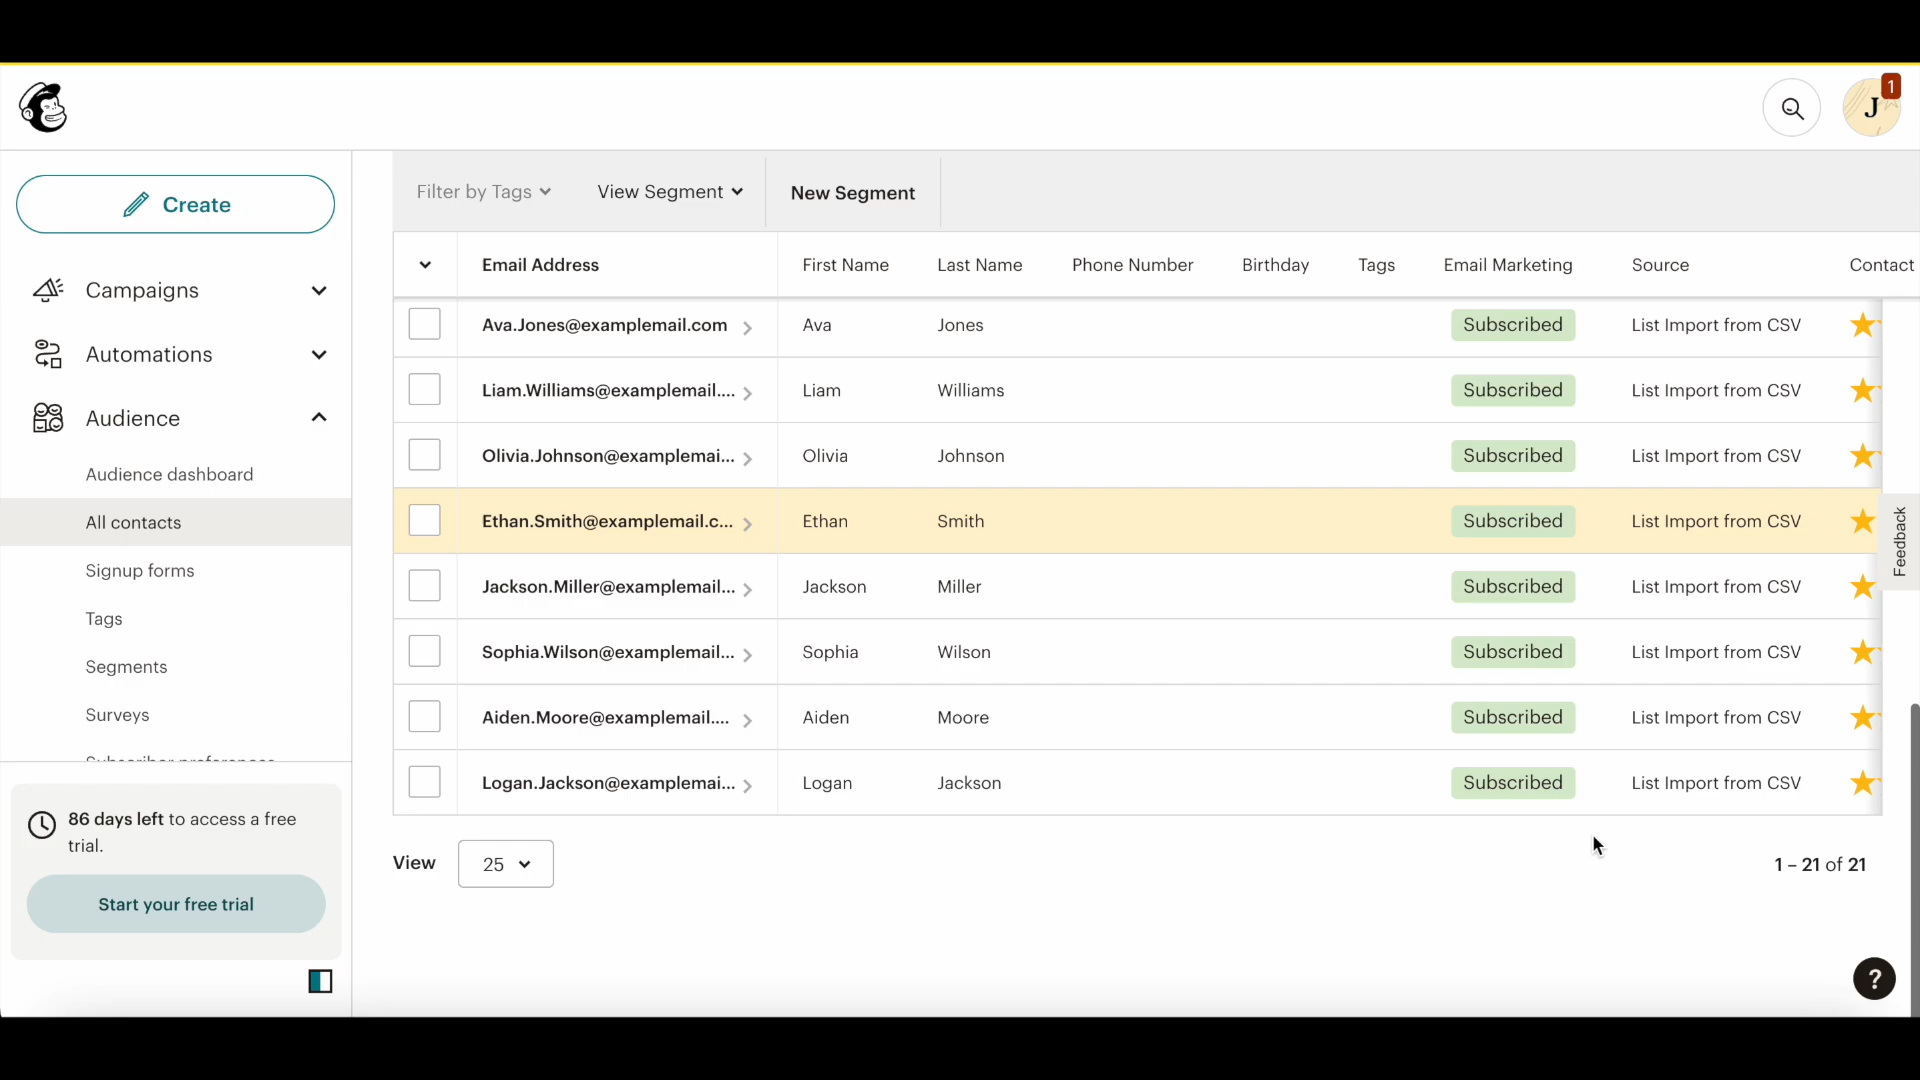 1
J
Create
Campaigns
Automations
Audience
Audience dashboard
All contacts
Signup forms
Tags
Segments
Surveys
Subscriber preferences
86 days left to access a free
trial.
Start your free trial
Filter by Tags View Segment New Segment
Email Address First Name Last Name Phone Number Birthday Tags Email Marketing Source Contact
Ava.Jones@examplemail.com Ava Jones Subscribed List Import from CSV
Liam.Williams@examplemail.... Liam Williams Subscribed List Import from CSV
Olivia.Johnson@examplemai... Olivia Johnson Subscribed List Import from CSV
Ethan.Smith@examplemail.c... Ethan Smith Subscribed List Import from CSV
Jackson.Miller@examplemail... Jackson Miller Subscribed List Import from CSV
Sophia.Wilson@examplemail... Sophia Wilson Subscribed List Import from CSV
Aiden.Moore@examplemail.... Aiden Moore Subscribed List Import from CSV
Logan.Jackson@examplemai... Logan Jackson Subscribed List Import from CSV
View 25 1 – 21 of 21
Feedback
?